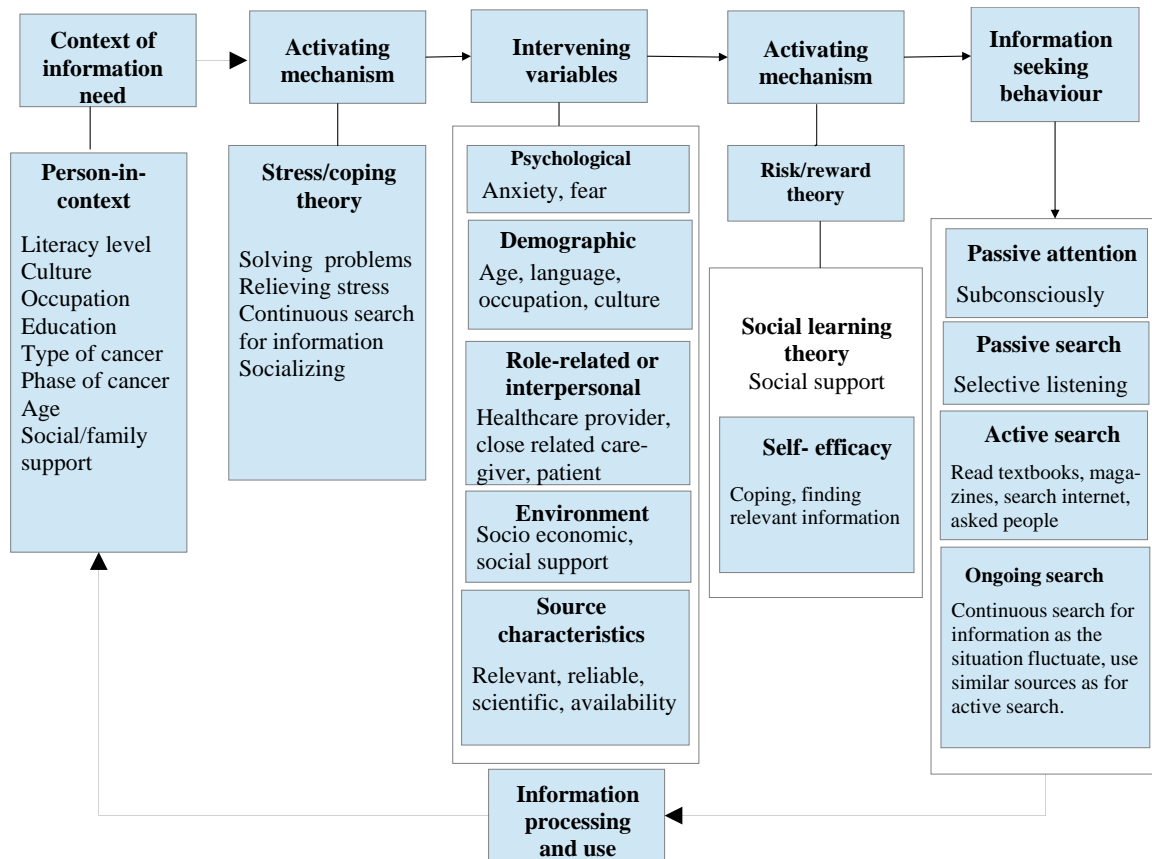 Context of
information
need
Activating
mechanism
Intervening
variables
Activating
mechanism
Information
seeking
behaviour
Person-in-
context
Literacy level
Culture
Occupation
Education
Type of cancer
Phase of cancer
Age
Social/family
support
Stress/coping
theory
Solving problems
Relieving stress
Continuous search
for information
Socializing
Psychological
Anxiety, fear
Demographic
Age, language,
occupation, culture
Role-related or
interpersonal
Healthcare provider,
close related care-
giver, patient
Environment
Socio economic,
social support
Source
characteristics
Relevant, reliable,
scientific, availability
Risk/reward
theory
Social learning
theory
Social support
Self- efficacy
Coping, finding
relevant information
Passive attention
Subconsciously
Passive search
Selective listening
Active search
Read textbooks, maga-
zines, search internet,
asked people
Ongoing search
Continuous search for
information as the
situation fluctuate, use
similar sources as for
active search.
Information
processing
and use